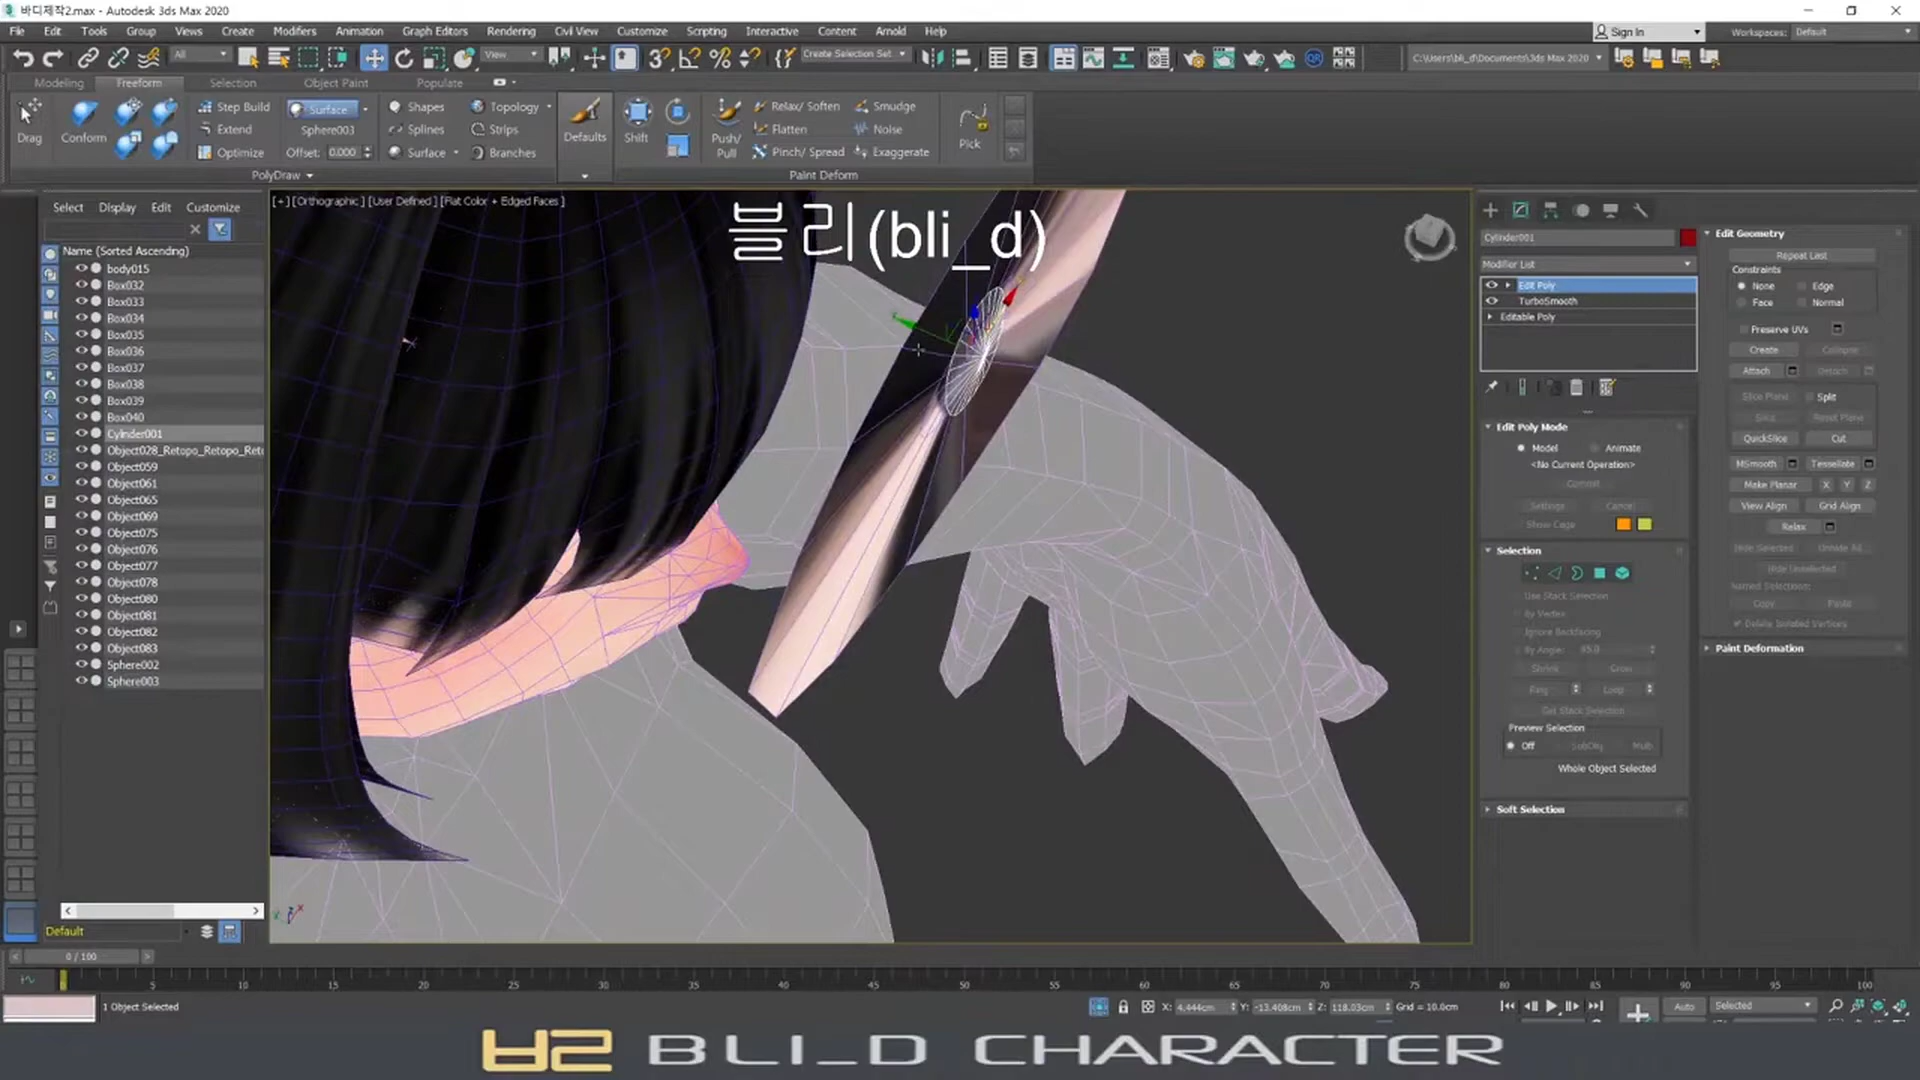 바디제작2.max - Autodesk 3ds Max 2020
File Edit Tools Group Views Create Modifiers Animation Graph Editors Rendering Civil View Customize Scripting Interactive Content Arnold Help
Sign In Workspaces: Default
All View Create Selection Set C:\Users\bli_d\Documents\3ds Max 2020
Modeling Freeform Selection Object Paint Populate
Step Build Surface Shapes Topology Relax/ Soften Smudge
Extend Sphere003 Splines Strips Flatten Noise
Drag Conform Defaults Shift Push/ Pull Pick
Optimize Offset: 0.000 Surface Branches Pinch/ Spread Exaggerate
PolyDraw Paint Deform
Select Display Edit Customize
Name (Sorted Ascending)
body015
Box032
Box033
Box034
Box035
Box036
Box037
Box038
Box039
Box040
Cylinder001
Object028_Retopo_Retopo_Reto
Object059
Object061
Object065
Object069
Object075
Object076
Object077
Object078
Object080
Object081
Object082
Object083
Sphere002
Sphere003
Default
[+] [Orthographic ] [User Defined ] [Flat Color + Edged Faces ]
블리(bli_d)
Cylinder001
Modifier List
Edit Poly
TurboSmooth
Editable Poly
Edit Poly Mode
Model Animate
<No Current Operation>
Commit
Settings Cancel
Show Cage
Selection
Use Stack Selection
By Vertex
Ignore Backfacing
By Angle: 45.0
Shrink Grow
Ring Loop
Get Stack Selection
Preview Selection
Off SubObj Multi
Whole Object Selected
Soft Selection
Edit Geometry
Repeat Last
Constraints
None Edge
Face Normal
Preserve UVs
Create Collapse
Attach Detach
Slice Plane Split
Slice Reset Plane
QuickSlice Cut
MSmooth Tessellate
Make Planar X Y Z
View Align Grid Align
Relax
Hide Selected Unhide All
Hide Unselected
Named Selections:
Copy Paste
Delete Isolated Vertices
Paint Deformation
0 / 100
0 5 10 15 20 25 30 35 40 45 50 55 60 65 70 75 80 85 90 95 100
1 Object Selected
X: 4.444cm Y: -13.408cm Z: 118.03cm Grid = 10.0cm
Auto Selected
BLI_D CHARACTER